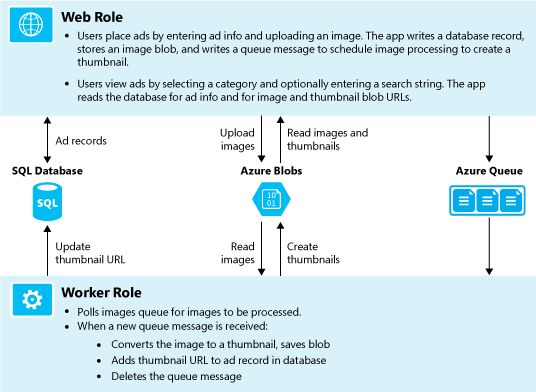 Web Role
• Users place ads by entering ad info and uploading an image. The app writes a database record,
stores an image blob, and writes a queue message to schedule image processing to create a
thumbnail.
• Users view ads by selecting a category and optionally entering a search string. The app
reads the database for ad info and for image and thumbnail blob URLs.
Ad records
Upload
images
Read images and
thumbnails
SQL Database
Azure Blobs
Azure Queue
SQL
10
01
Update
thumbnail URL
Read
images
Create
thumbnails
Worker Role
• Polls images queue for images to be processed.
• When a new queue message is received:
• Converts the image to a thumbnail, saves blob
• Adds thumbnail URL to ad record in database
• Deletes the queue message